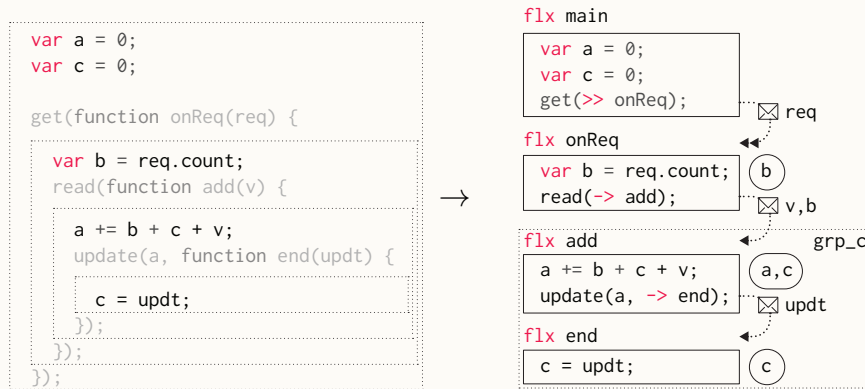 var a = 0;
var c = 0;
get(function onReq(req) {
var b = req.count;
read(function add(v) {
a += b + c + v;
update(a, function end(updt) {
c = updt;
});
});
});
→
flx main
var a = 0;
var c = 0;
get(>> onReq);
req
flx onReq
var b = req.count;
read(-> add);
b
v,b
flx add
grp_c
a += b + c + v;
update(a, -> end);
a,c
updt
flx end
c = updt;
c